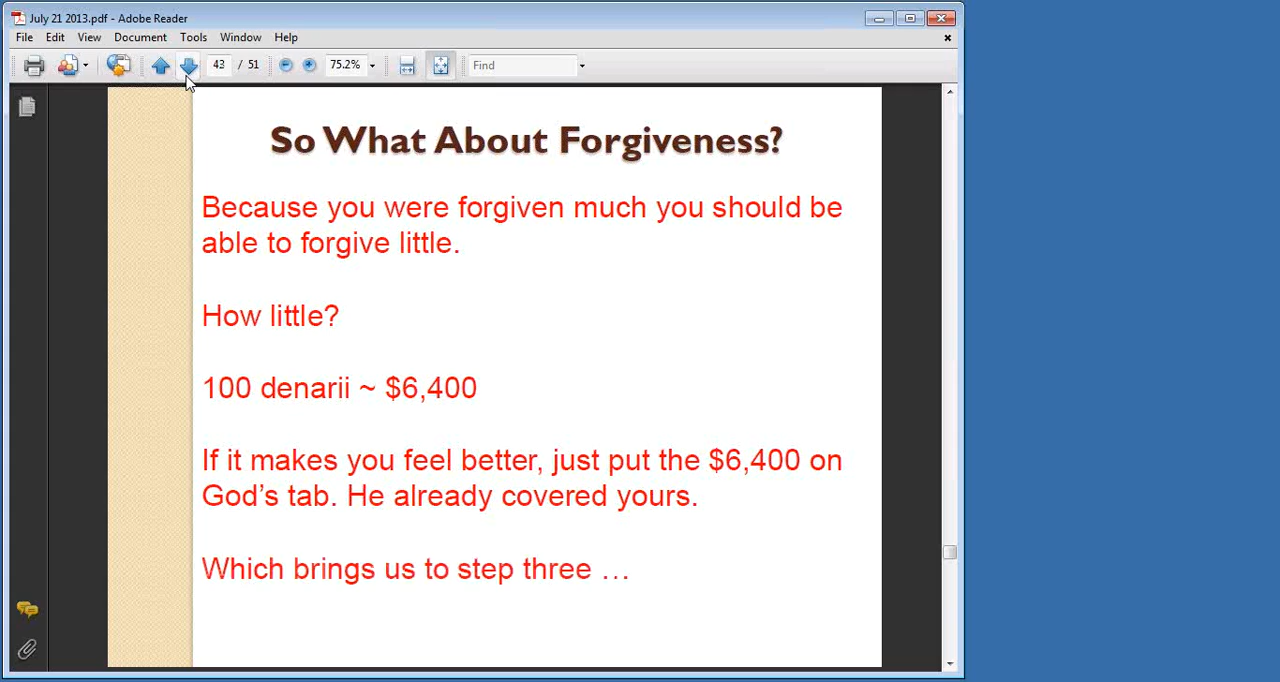 July 21 2013.pdf - Adobe Reader
File Edit View Document Tools Window Help
43 / 51 75.2% Find
So What About Forgiveness?
Because you were forgiven much you should be
able to forgive little.
How little?
100 denarii ~ $6,400
If it makes you feel better, just put the $6,400 on
God’s tab. He already covered yours.
Which brings us to step three …